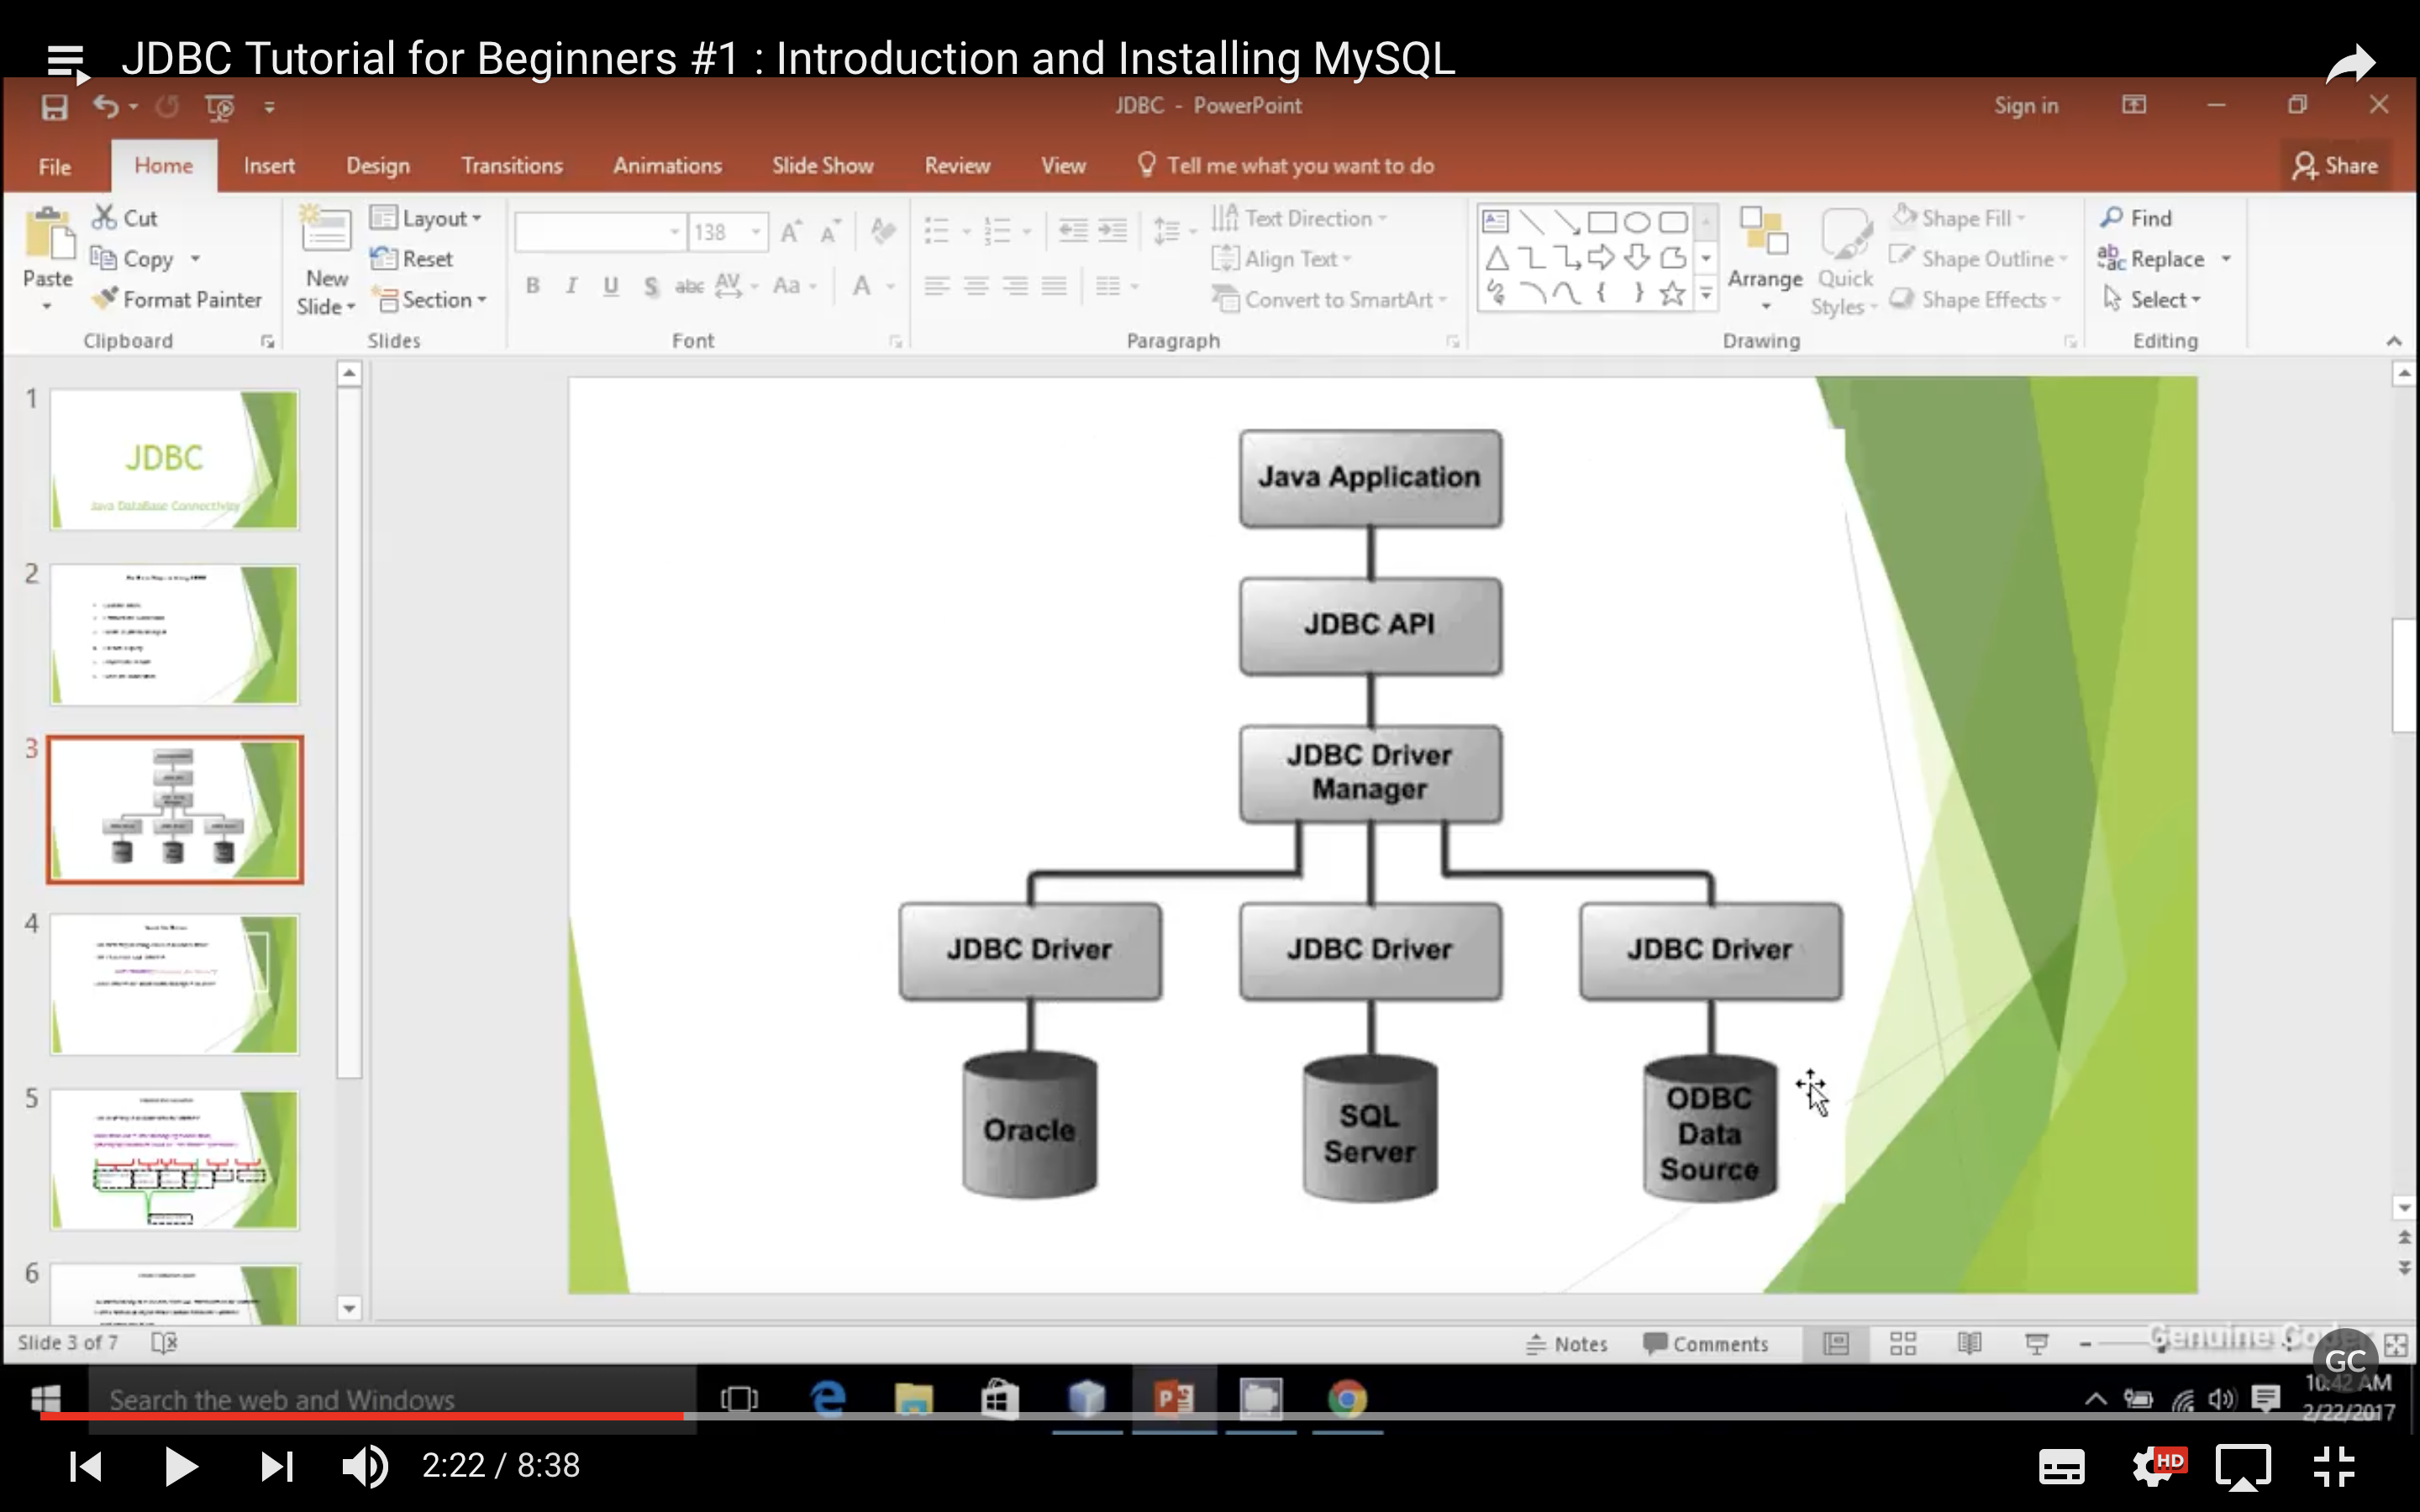 JDBC Tutorial for Beginners #1 : Introduction and Installing MySQL
JDBC - PowerPoint
Sign in
File
Home
Insert
Design
Transitions
Animations
Slide Show
Review
View
Tell me what you want to do
Share
Paste
Cut
Copy
Format Painter
Clipboard
New
Slide
Layout
Reset
Section
Slides
138
B I U S abc AV Aa A
Font
Text Direction
Align Text
Convert to SmartArt
Paragraph
Arrange
Quick
Styles
Shape Fill
Shape Outline
Shape Effects
Drawing
Find
Replace
Select
Editing
1
JDBC
Java DataBase Connectivity
2
3
4
5
6
Java Application
JDBC API
JDBC Driver
Manager
JDBC Driver
JDBC Driver
JDBC Driver
Oracle
SQL
Server
ODBC
Data
Source
Slide 3 of 7
Notes
Comments
Genuine Coder
GC
Search the web and Windows
10:42 AM
2/22/2017
2:22 / 8:38
HD